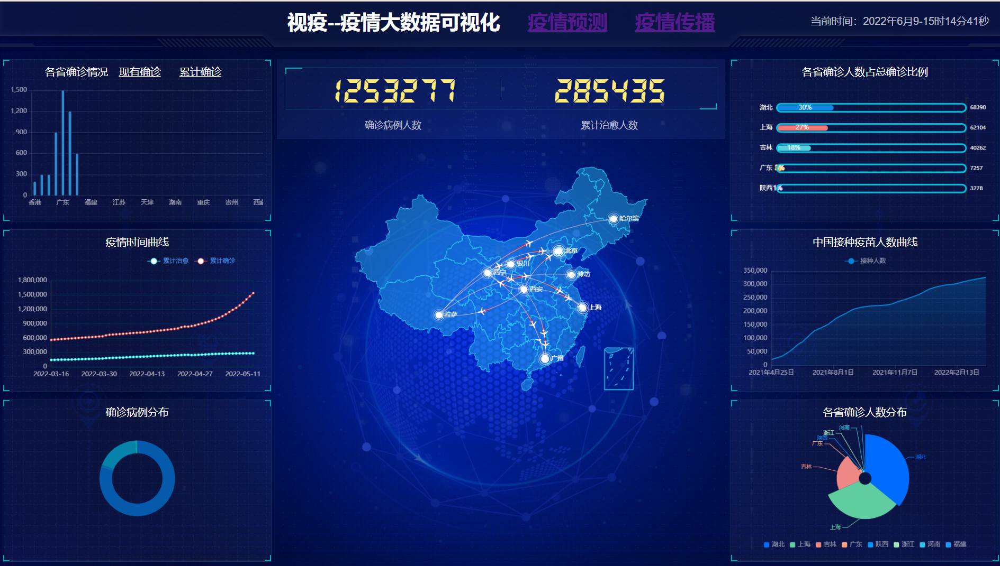 视疫--疫情大数据可视化 疫情预测 疫情传播
当前时间：2022年6月9-15时14分41秒
各省确诊情况 现有确诊 累计确诊
1,500
1,200
900
600
300
0
香港 广东 福建 江苏 天津 湖南 重庆 贵州
疫情时间曲线
累计治愈 累计确诊
1,800,000
1,500,000
1,200,000
900,000
600,000
300,000
0
2022-03-16 2022-03-30 2022-04-13 2022-04-27 2022-05-11
确诊病例分布
1253277 285435
确诊病例人数 累计治愈人数
哈尔滨
北京
银川
西宁
潍坊
西安
上海
拉萨
广州
各省确诊人数占总确诊比例
湖北 30% 68398
上海 27% 62104
吉林 18% 40262
广东 7257
陕西 1% 3278
中国接种疫苗人数曲线
接种人数
350,000
300,000
250,000
200,000
150,000
100,000
50,000
0
2021年4月25日 2021年8月1日 2021年11月7日 2022年2月13日
各省确诊人数分布
河南
浙江
陕西
广东
湖北
吉林
上海
湖北 上海 吉林 广东 陕西 浙江 河南 福建